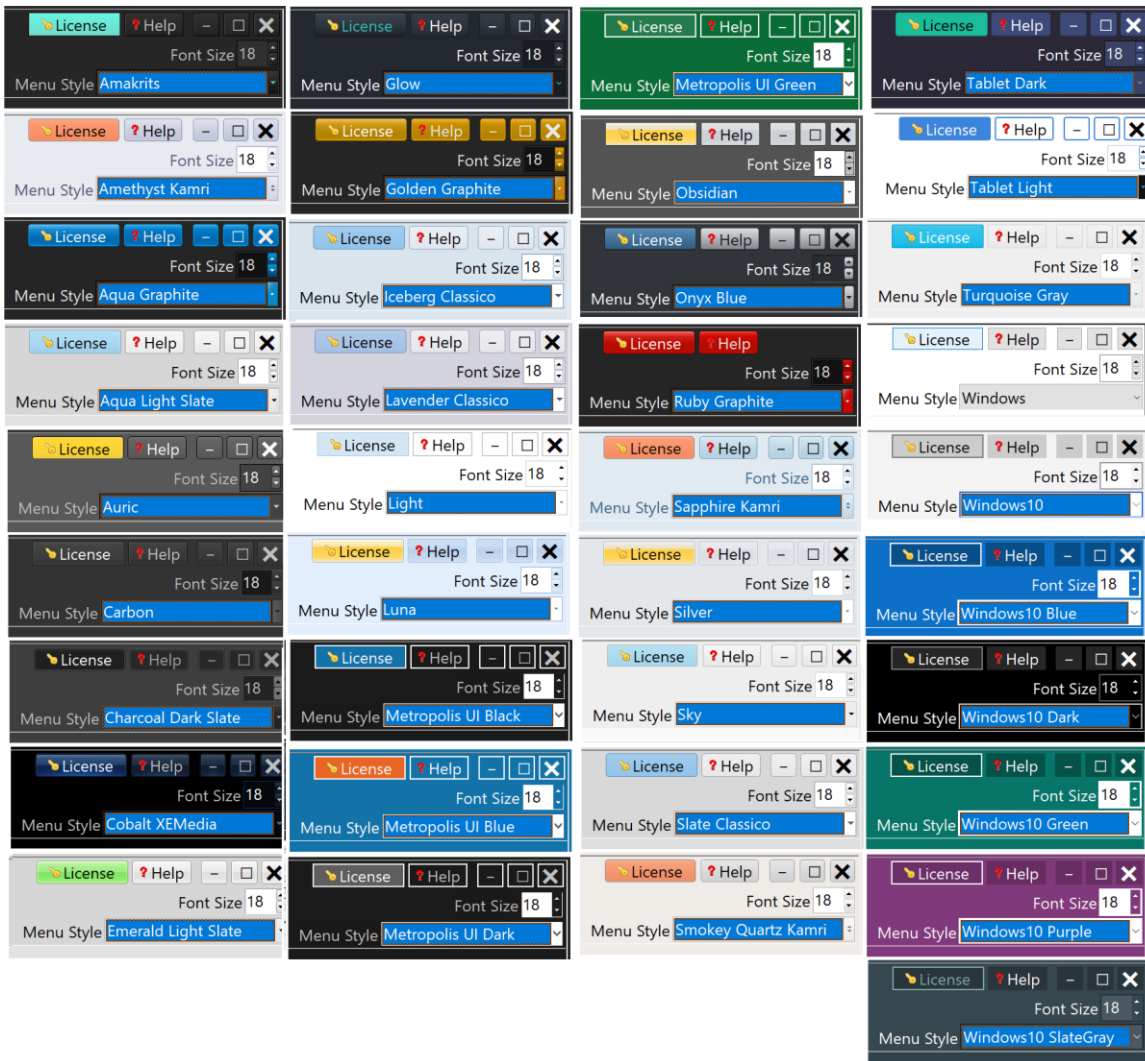 License ? Help
Font Size 18
Menu Style Amakrits
License ? Help
Font Size 18
Menu Style Amethyst Kamri
License ? Help
Font Size 18
Menu Style Aqua Graphite
License ? Help
Font Size 18
Menu Style Aqua Light Slate
License ? Help
Font Size 18
Menu Style Auric
License ? Help
Font Size 18
Menu Style Carbon
License ? Help
Font Size 18
Menu Style Charcoal Dark Slate
License ? Help
Font Size 18
Menu Style Cobalt XEMedia
License ? Help
Font Size 18
Menu Style Emerald Light Slate
License ? Help
Font Size 18
Menu Style Glow
License ? Help
Font Size 18
Menu Style Golden Graphite
License ? Help
Font Size 18
Menu Style Iceberg Classico
License ? Help
Font Size 18
Menu Style Lavender Classico
License ? Help
Font Size 18
Menu Style Light
License ? Help
Font Size 18
Menu Style Luna
License ? Help
Font Size 18
Menu Style Metropolis UI Black
License ? Help
Font Size 18
Menu Style Metropolis UI Blue
License ? Help
Font Size 18
Menu Style Metropolis UI Dark
License ? Help
Font Size 18
Menu Style Metropolis UI Green
License ? Help
Font Size 18
Menu Style Obsidian
License ? Help
Font Size 18
Menu Style Onyx Blue
License ? Help
Font Size 18
Menu Style Ruby Graphite
License ? Help
Font Size 18
Menu Style Sapphire Kamri
License ? Help
Font Size 18
Menu Style Silver
License ? Help
Font Size 18
Menu Style Sky
License ? Help
Font Size 18
Menu Style Slate Classico
License ? Help
Font Size 18
Menu Style Smokey Quartz Kamri
License ? Help
Font Size 18
Menu Style Tablet Dark
License ? Help
Font Size 18
Menu Style Tablet Light
License ? Help
Font Size 18
Menu Style Turquoise Gray
License ? Help
Font Size 18
Menu Style Windows
License ? Help
Font Size 18
Menu Style Windows10
License ? Help
Font Size 18
Menu Style Windows10 Blue
License ? Help
Font Size 18
Menu Style Windows10 Dark
License ? Help
Font Size 18
Menu Style Windows10 Green
License ? Help
Font Size 18
Menu Style Windows10 Purple
License ? Help
Font Size 18
Menu Style Windows10 SlateGray